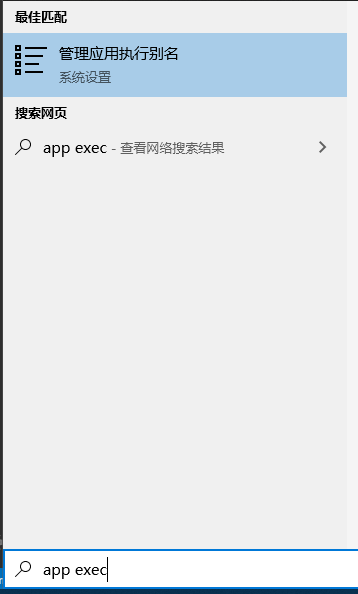 最佳匹配
管理应用执行别名
系统设置
搜索网页
app exec - 查看网络搜索结果
app exec